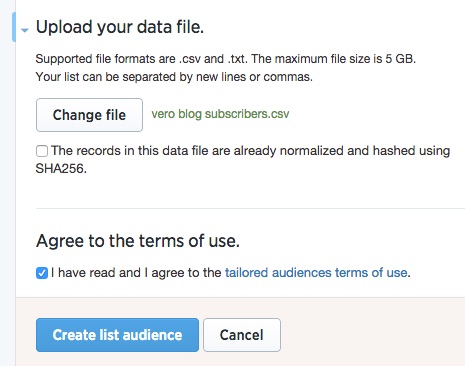 Upload your data file.
Supported file formats are .csv and .txt. The maximum file size is 5 GB.
Your list can be separated by new lines or commas.
Change file vero blog subscribers.csv
The records in this data file are already normalized and hashed using
SHA256.
Agree to the terms of use.
I have read and I agree to the tailored audiences terms of use.
Create list audience Cancel